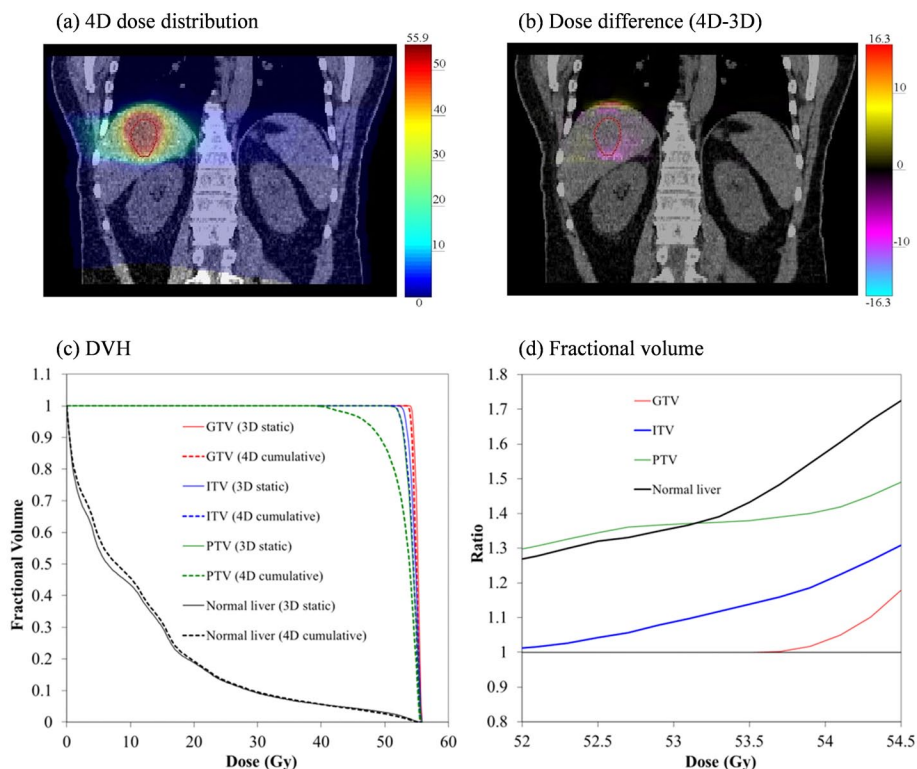 (a) 4D dose distribution
(b) Dose difference (4D-3D)
55.9
50
40
30
20
10
0
16.3
10
0
-10
-16.3
(c) DVH
(d) Fractional volume
1.1
1
0.9
0.8
0.7
0.6
0.5
0.4
0.3
0.2
0.1
0
Fractional Volume
GTV (3D static)
GTV (4D cumulative)
ITV (3D static)
ITV (4D cumulative)
PTV (3D static)
PTV (4D cumulative)
Normal liver (3D static)
Normal liver (4D cumulative)
0 10 20 30 40 50 60
Dose (Gy)
1.8
1.7
1.6
1.5
1.4
1.3
1.2
1.1
1
0.9
0.8
Ratio
GTV
ITV
PTV
Normal liver
52 52.5 53 53.5 54 54.5
Dose (Gy)